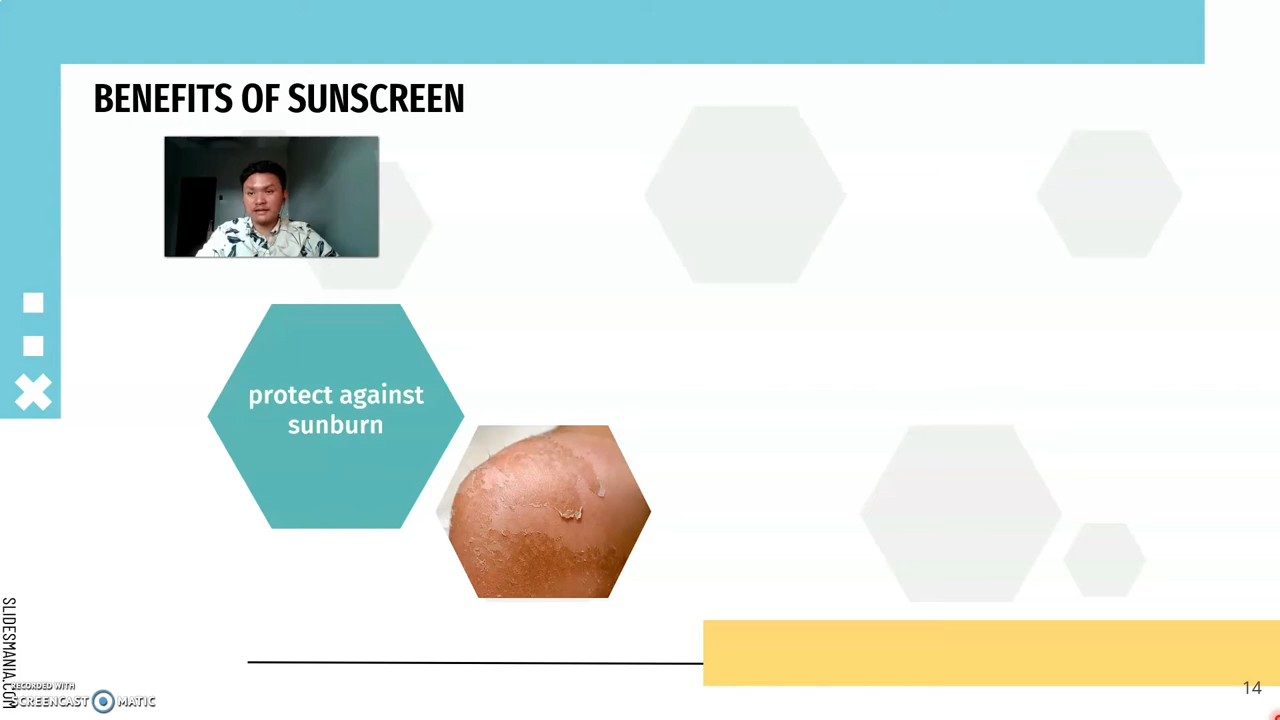 BENEFITS OF SUNSCREEN
protect against
sunburn
SLIDESMANIA.COM
RECORDED WITH
SCREENCAST MATIC
14